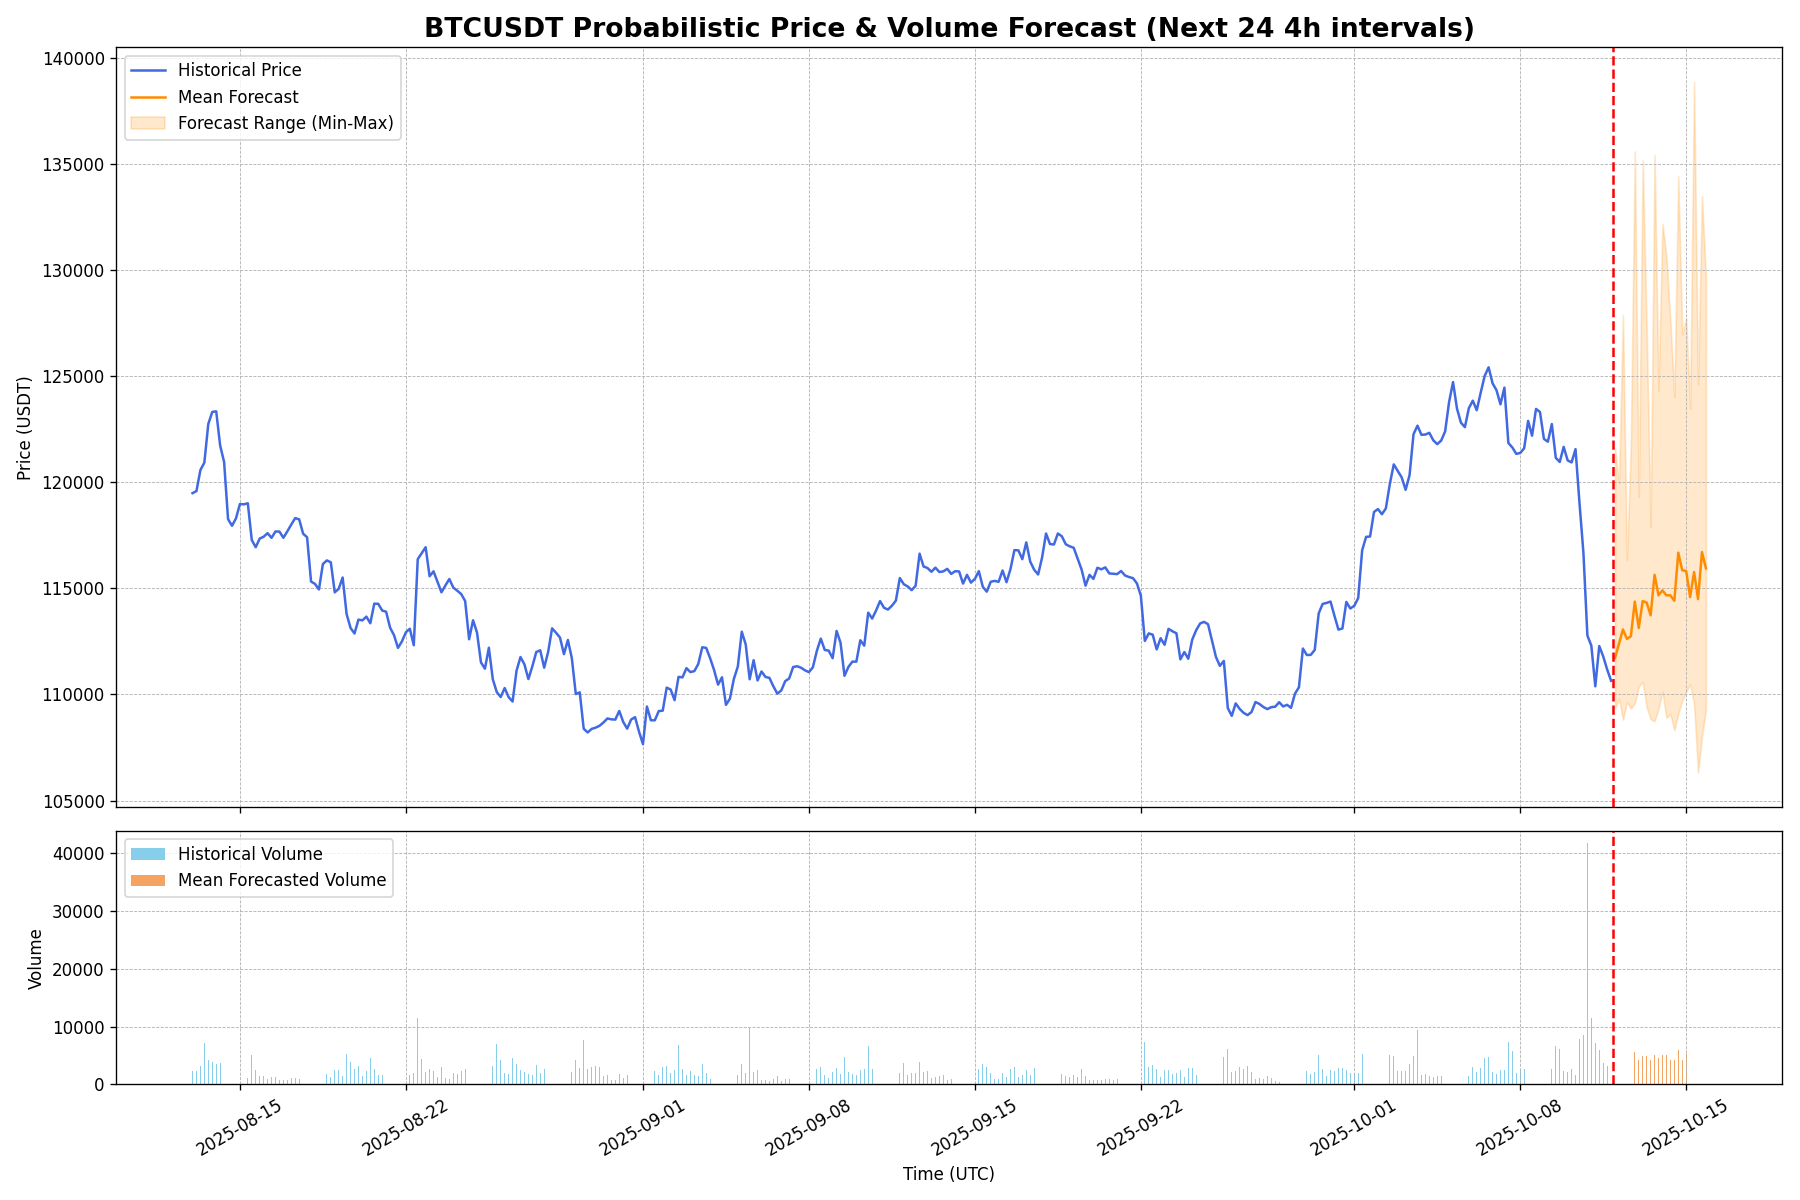 BTCUSDT Probabilistic Price & Volume Forecast (Next 24 4h intervals)
Historical Price
Mean Forecast
Forecast Range (Min-Max)
Price (USDT)
140000
135000
130000
125000
120000
115000
110000
105000
Historical Volume
Mean Forecasted Volume
Volume
40000
30000
20000
10000
0
2025-08-15
2025-08-22
2025-09-01
2025-09-08
2025-09-15
2025-09-22
2025-10-01
2025-10-08
2025-10-15
Time (UTC)